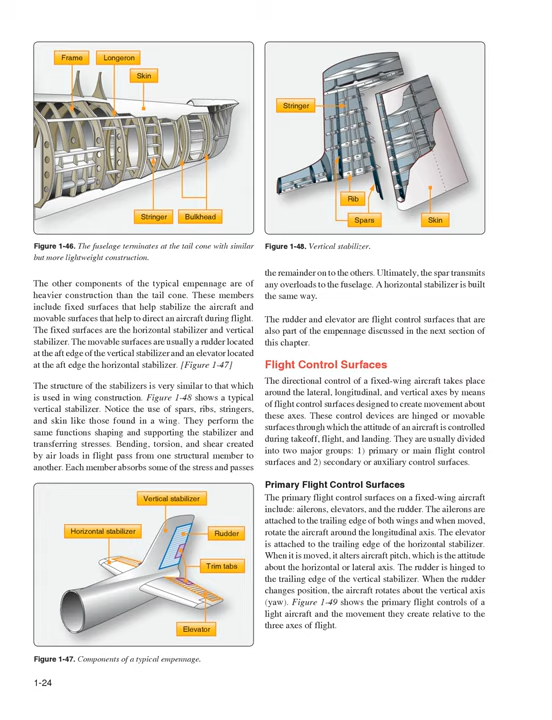 Frame
Longeron
Skin
Stringer
Bulkhead
Figure 1-46. The fuselage terminates at the tail cone with similar
but more lightweight construction.
The other components of the typical empennage are of
heavier construction than the tail cone. These members
include fixed surfaces that help stabilize the aircraft and
movable surfaces that help to direct an aircraft during flight.
The fixed surfaces are the horizontal stabilizer and vertical
stabilizer. The movable surfaces are usually a rudder located
at the aft edge of the vertical stabilizer and an elevator located
at the aft edge the horizontal stabilizer. [Figure 1-47]
The structure of the stabilizers is very similar to that which
is used in wing construction. Figure 1-48 shows a typical
vertical stabilizer. Notice the use of spars, ribs, stringers,
and skin like those found in a wing. They perform the
same functions shaping and supporting the stabilizer and
transferring stresses. Bending, torsion, and shear created
by air loads in flight pass from one structural member to
another. Each member absorbs some of the stress and passes
Vertical stabilizer
Horizontal stabilizer
Rudder
Trim tabs
Elevator
Figure 1-47. Components of a typical empennage.
Stringer
Rib
Spars
Skin
Figure 1-48. Vertical stabilizer.
the remainder on to the others. Ultimately, the spar transmits
any overloads to the fuselage. A horizontal stabilizer is built
the same way.
The rudder and elevator are flight control surfaces that are
also part of the empennage discussed in the next section of
this chapter.
Flight Control Surfaces
The directional control of a fixed-wing aircraft takes place
around the lateral, longitudinal, and vertical axes by means
of flight control surfaces designed to create movement about
these axes. These control devices are hinged or movable
surfaces through which the attitude of an aircraft is controlled
during takeoff, flight, and landing. They are usually divided
into two major groups: 1) primary or main flight control
surfaces and 2) secondary or auxiliary control surfaces.
Primary Flight Control Surfaces
The primary flight control surfaces on a fixed-wing aircraft
include: ailerons, elevators, and the rudder. The ailerons are
attached to the trailing edge of both wings and when moved,
rotate the aircraft around the longitudinal axis. The elevator
is attached to the trailing edge of the horizontal stabilizer.
When it is moved, it alters aircraft pitch, which is the attitude
about the horizontal or lateral axis. The rudder is hinged to
the trailing edge of the vertical stabilizer. When the rudder
changes position, the aircraft rotates about the vertical axis
(yaw). Figure 1-49 shows the primary flight controls of a
light aircraft and the movement they create relative to the
three axes of flight.
1-24